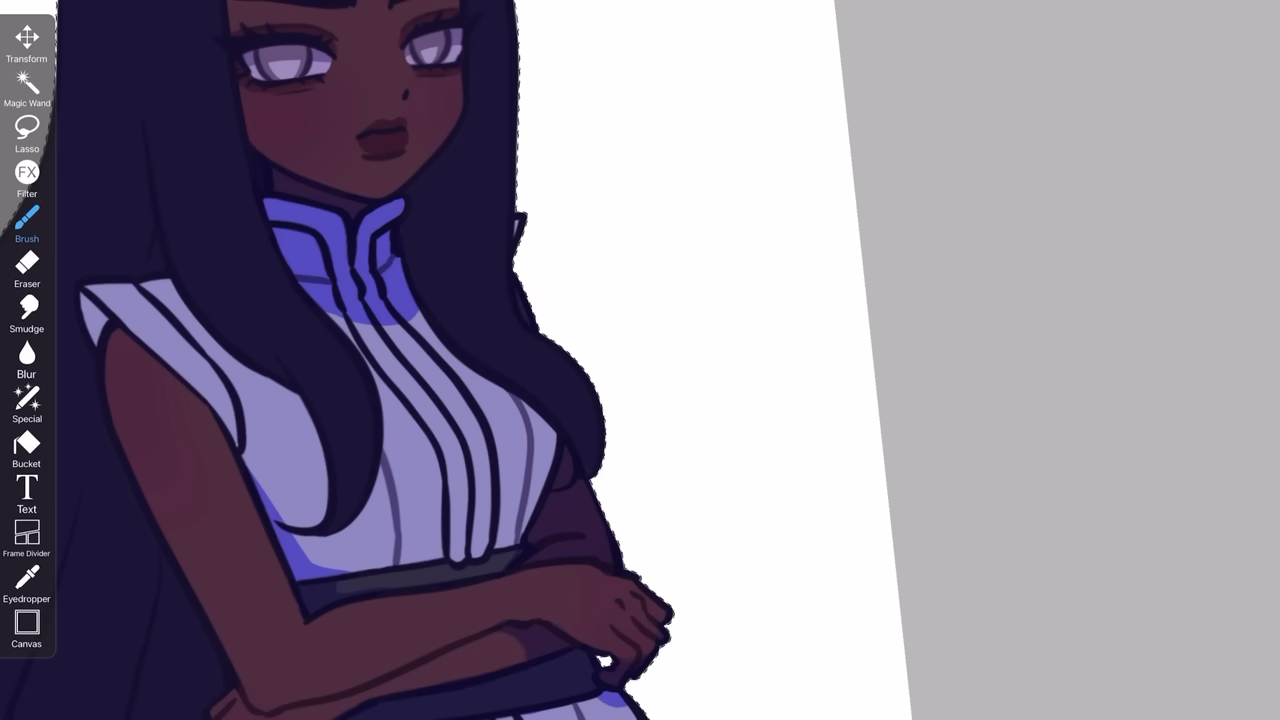 Transform
Magic Wand
Lasso
FX
Filter
Brush
Eraser
Smudge
Blur
Special
Bucket
T
Text
Frame Divider
Eyedropper
Canvas